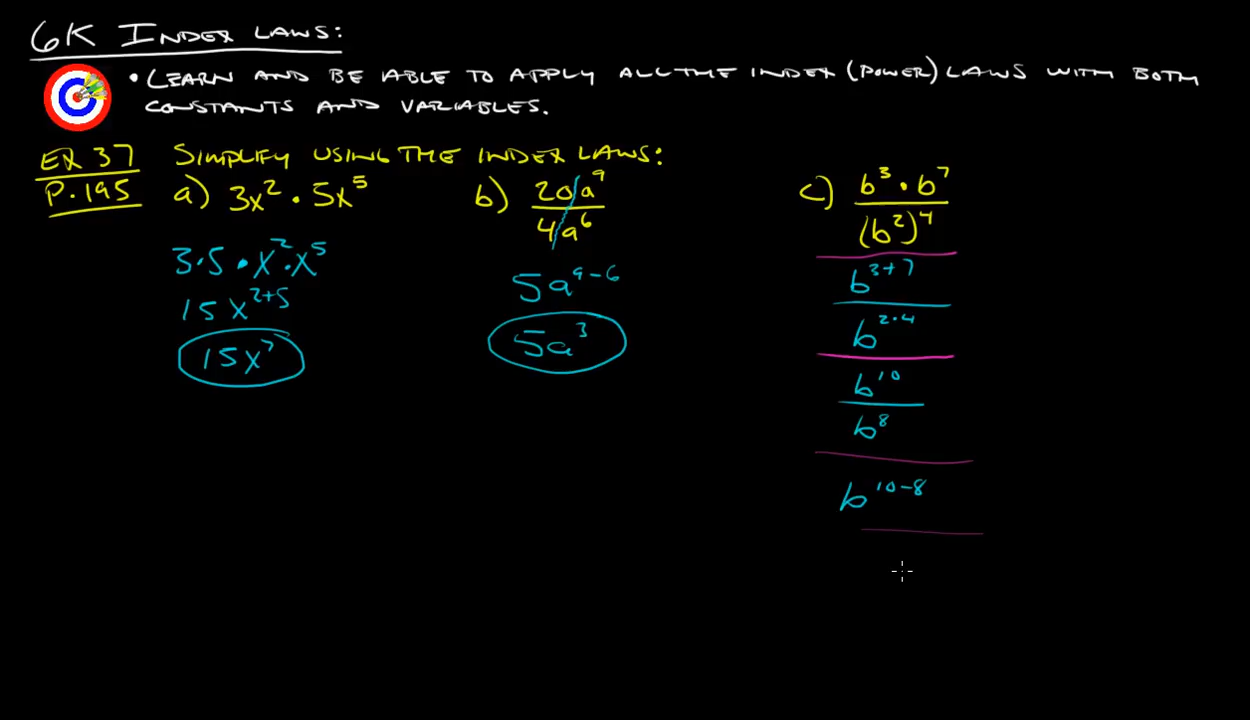 6K INDEX LAWS:
• LEARN AND BE ABLE TO APPLY ALL THE INDEX (POWER) LAWS WITH BOTH
CONSTANTS AND VARIABLES.
EX 37 SIMPLIFY USING THE INDEX LAWS:
P. 195
a) 3x² · 5x⁵
3·5 · x²·x⁵
15x²⁺⁵
15x⁷
b) 20a⁹
4a⁶
5a⁹⁻⁶
5a³
c) b³ · b⁷
(b²)⁴
b³⁺⁷
b²·⁴
b¹⁰
b⁸
b¹⁰⁻⁸